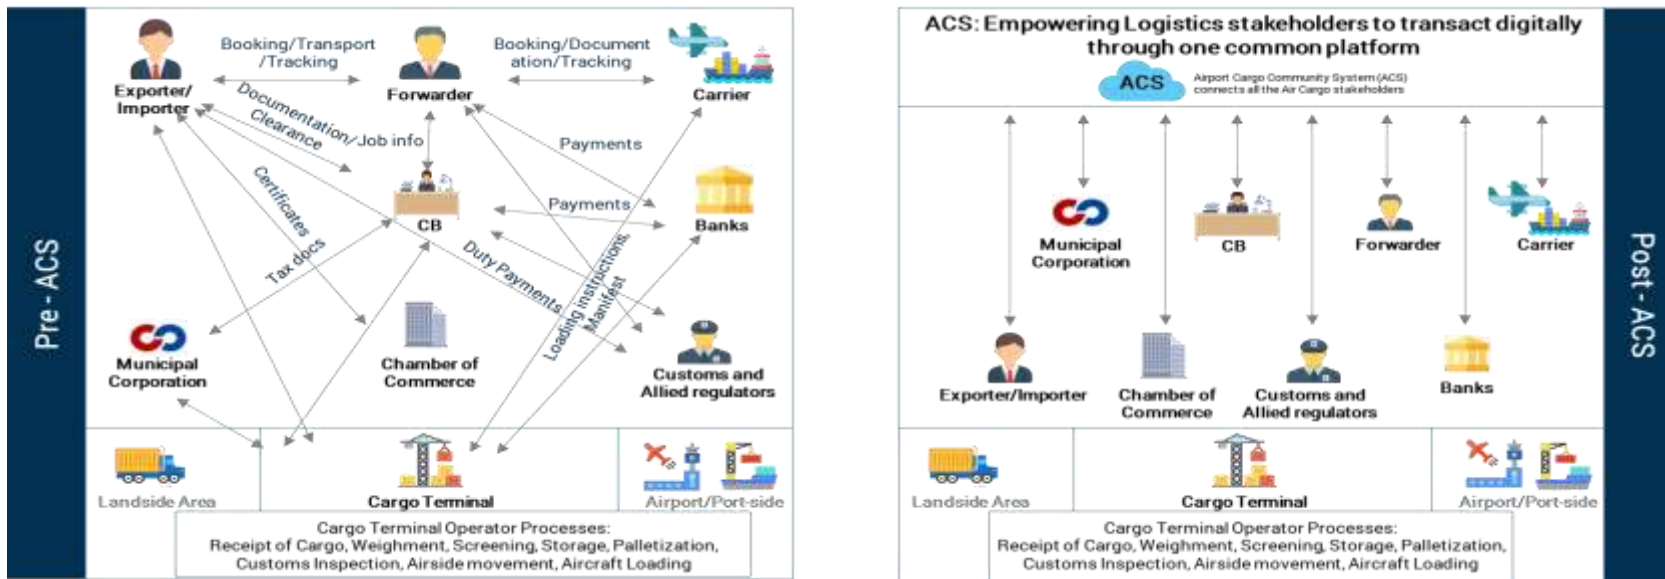 Pre - ACS
Booking/Transport
/Tracking
Booking/Document
ation/Tracking
Exporter/
Importer
Forwarder
Carrier
Documentation/Job info
Clearance
Payments
Certificates
Payments
CB
Banks
Tax docs
Duty Payments
Loading instructions,
Manifest
Municipal
Corporation
Chamber of
Commerce
Customs and
Allied regulators
Landside Area
Cargo Terminal
Airport/Port-side
Cargo Terminal Operator Processes:
Receipt of Cargo, Weighment, Screening, Storage, Palletization,
Customs Inspection, Airside movement, Aircraft Loading
ACS: Empowering Logistics stakeholders to transact digitally
through one common platform
ACS
Airport Cargo Community System (ACS)
connects all the Air Cargo stakeholders
Municipal
Corporation
CB
Forwarder
Carrier
Exporter/Importer
Chamber of
Commerce
Customs and
Allied regulators
Banks
Landside Area
Cargo Terminal
Airport/Port-side
Cargo Terminal Operator Processes:
Receipt of Cargo, Weighment, Screening, Storage, Palletization,
Customs Inspection, Airside movement, Aircraft Loading
Post - ACS